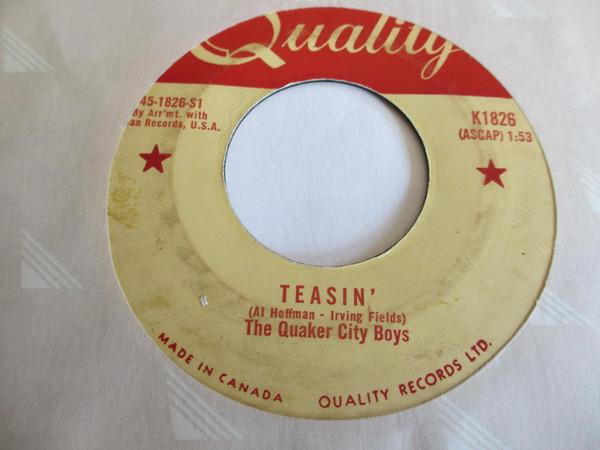 Quality
45-1826-S1
Arr'mt. with
Records, U.S.A.
K1826
(ASCAP) 1:53
TEASIN'
(Al Hoffman - Irving Fields)
The Quaker City Boys
MADE IN CANADA
QUALITY RECORDS LTD.